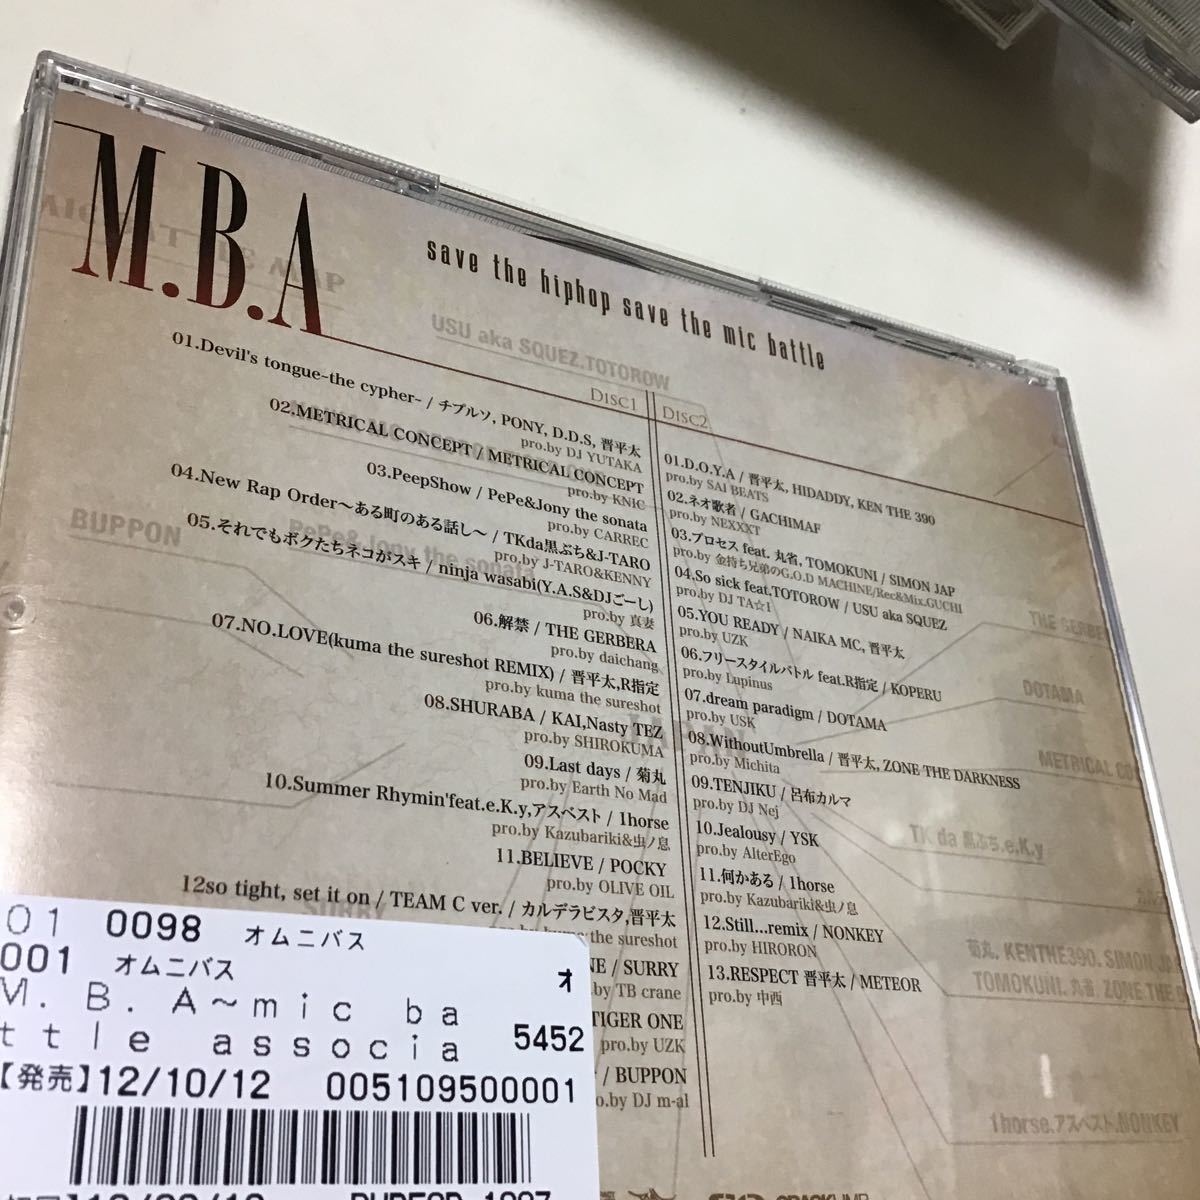 M.B.A
save the hiphop save the mic battle
USU aka SQUEZ.TOTOROW
DISC1
01.Devil's tongue-the cypher- / チプルソ, PONY, D.D.S, 晋平太
pro.by DJ YUTAKA
02.METRICAL CONCEPT / METRICAL CONCEPT
pro.by KNIC
03.PeepShow / PePe&Jony the sonata
pro.by CARREC
04.New Rap Order～ある町のある話し～ / TKda黒ぶち&J-TARO
pro.by J-TARO&KENNY
05.それでもボクたちネコがスキ / ninja wasabi(Y.A.S&DJごーし)
pro.by 真妻
06.解禁 / THE GERBERA
pro.by daichang
07.NO.LOVE(kuma the sureshot REMIX) / 晋平太,R指定
pro.by kuma the sureshot
08.SHURABA / KAI,Nasty TEZ
pro.by SHIROKUMA
09.Last days / 菊丸
pro.by Earth No Mad
10.Summer Rhymin'feat.e.K.y,アスベスト / 1horse
pro.by Kazubariki&虫ノ息
11.BELIEVE / POCKY
pro.by OLIVE OIL
12so tight, set it on / TEAM C ver. / カルデラビスタ,晋平太
the sureshot
/ SURRY
by TB crane
TIGER ONE
pro.by UZK
/ BUPPON
.by DJ m-al
DISC2
01.D.O.Y.A / 晋平太, HIDADDY, KEN THE 390
pro.by SAI BEATS
02.ネオ歌者 / GACHIMAF
pro.by NEXXXT
03.プロセス feat. 丸省, TOMOKUNI / SIMON JAP
pro.by 金持ち兄弟のG.O.D MACHINE/Rec&Mix.GUCHI
04.So sick feat.TOTOROW / USU aka SQUEZ
pro.by DJ TA☆1
05.YOU READY / NAIKA MC, 晋平太
pro.by UZK
06.フリースタイルバトル feat.R指定 / KOPERU
pro.by Lupinus
07.dream paradigm / DOTAMA
pro.by USK
08.WithoutUmbrella / 晋平太, ZONE THE DARKNESS
pro.by Michita
09.TENJIKU / 呂布カルマ
pro.by DJ Nej
10.Jealousy / YSK
pro.by AlterEgo
11.何かある / 1horse
pro.by Kazubariki&虫ノ息
12.Still...remix / NONKEY
pro.by HIRORON
13.RESPECT 晋平太 / METEOR
pro.by 中西
BUPPON
PePe&Jony the sonata
THE GERBE
DOTAMA
METRICAL CO
TK da 黒ぶち.e.K.y
SURRY
菊丸, KENTHE390. SIMON JA
TOMOKUNI. 丸省, ZONE THE
1horse.アスベスト.NONKEY
01 0098 オムニバス
001 オムニバス オ
M. B. A～mic ba
ttle associa 5452
【発売】12/10/12 005109500001